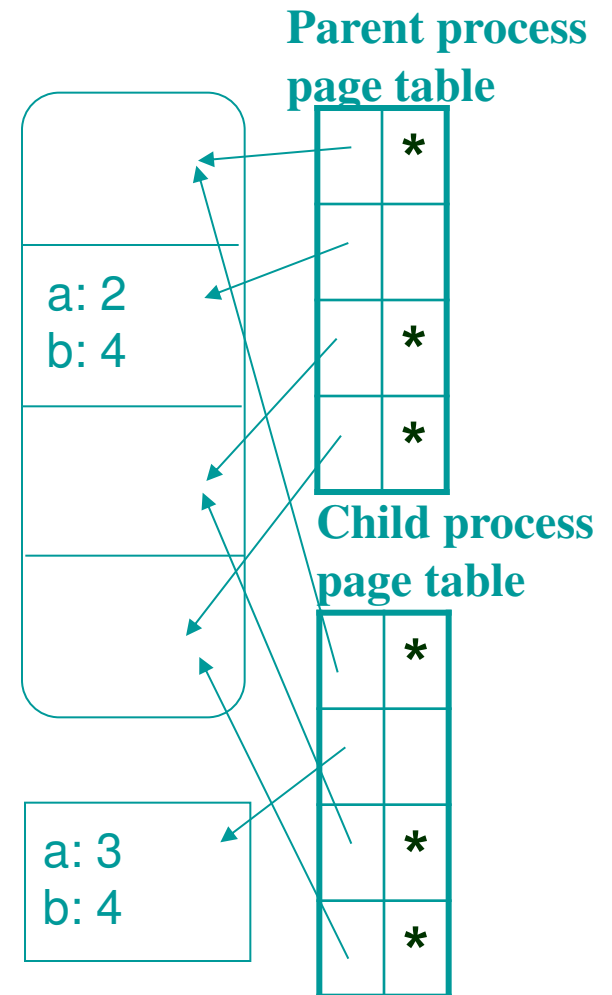 Parent process
page table
*
a: 2
b: 4
*
*
Child process
page table
*
a: 3
b: 4
*
*